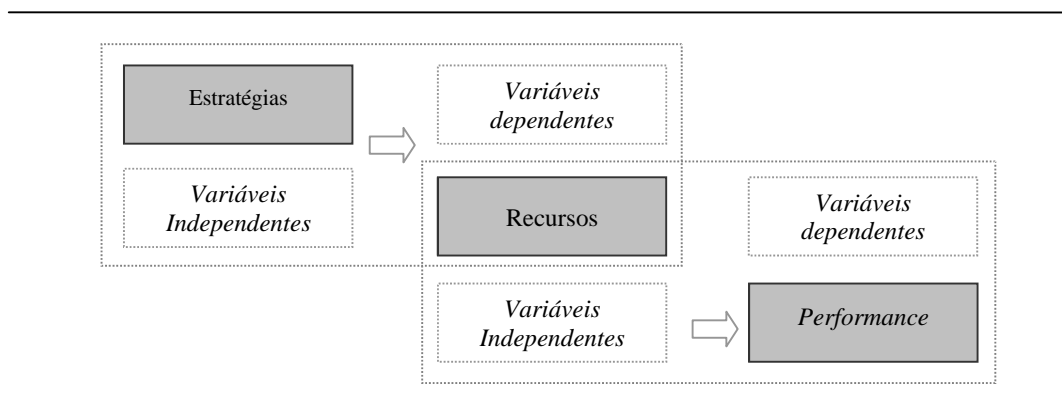 Estratégias
Variáveis
dependentes
Variáveis
Independentes
Recursos
Variáveis
dependentes
Variáveis
Independentes
Performance